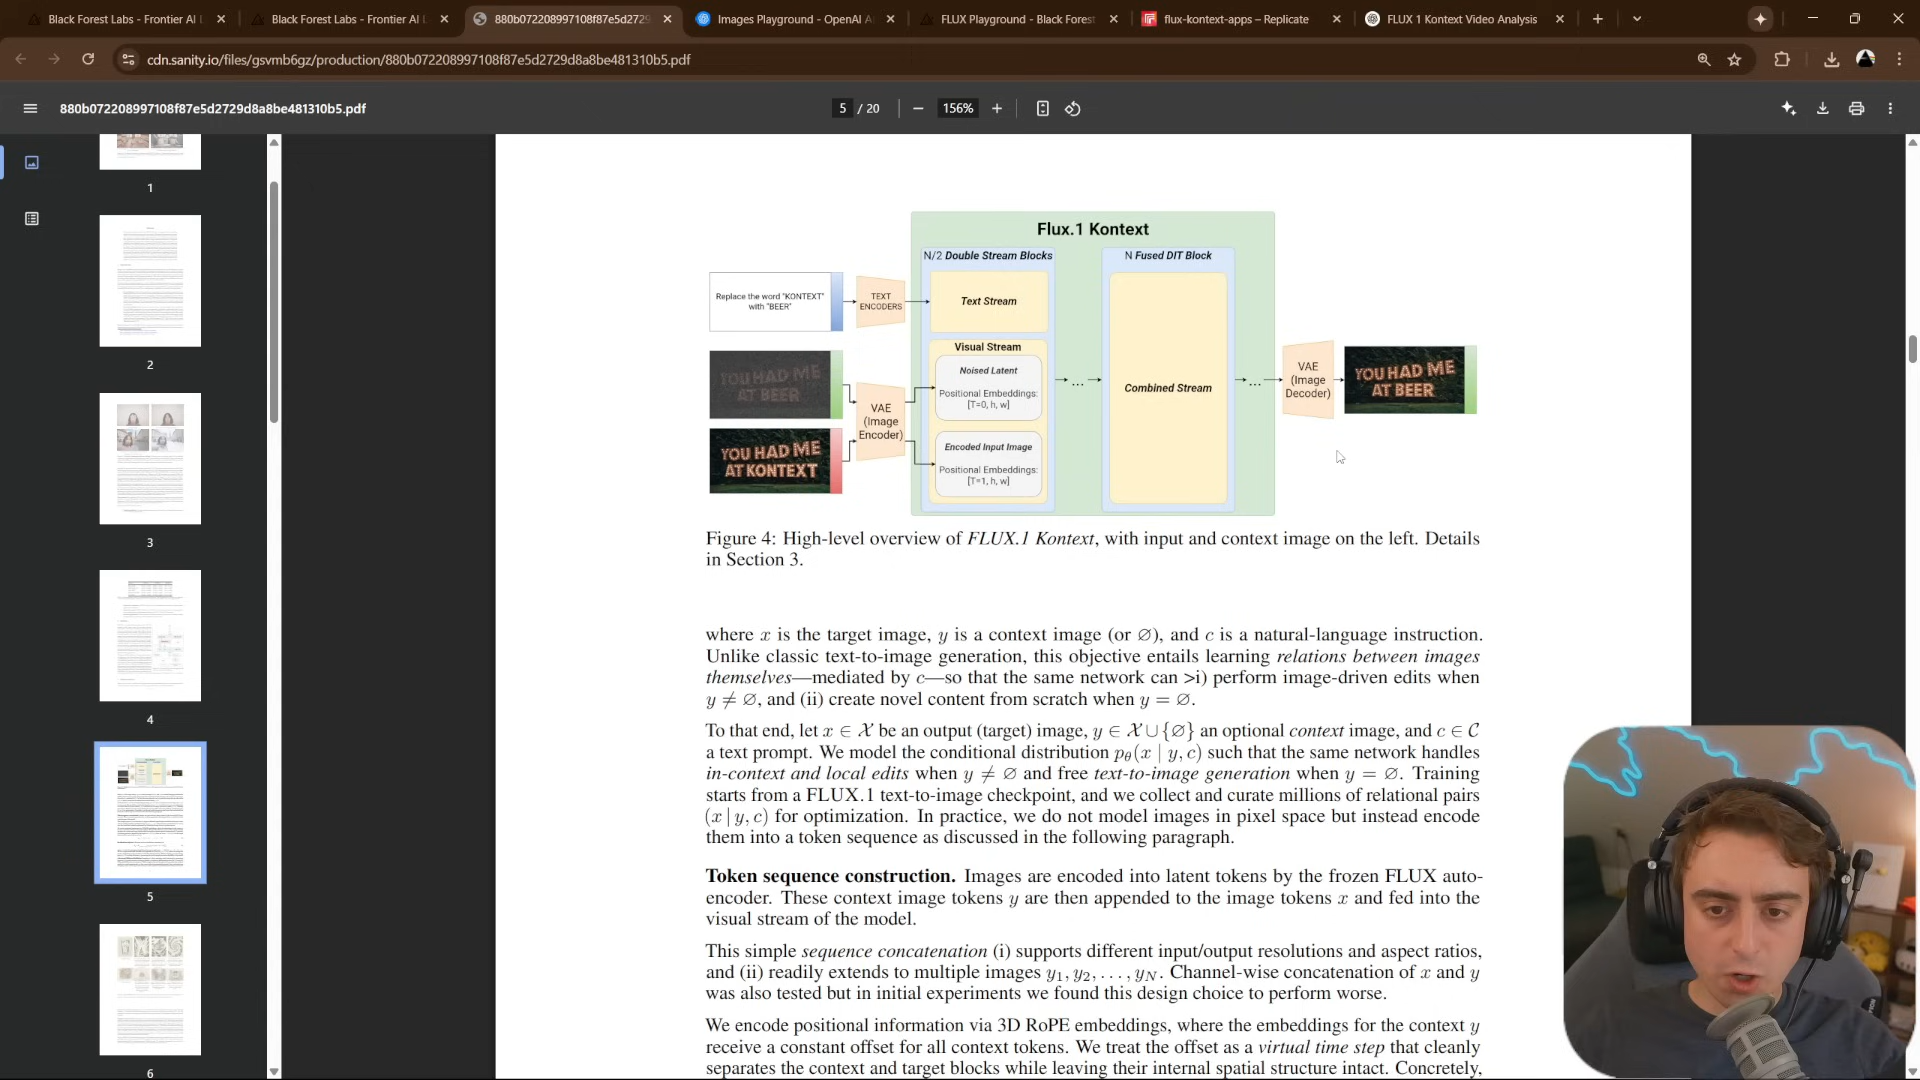 Black Forest Labs - Frontier AI L
Black Forest Labs - Frontier AI L
880b072208997108f87e5d2729
Images Playground - OpenAI A
FLUX Playground - Black Forest
flux-kontext-apps – Replicate
FLUX 1 Kontext Video Analysis
cdn.sanity.io/files/gsvmb6gz/production/880b072208997108f87e5d2729d8a8be481310b5.pdf
880b072208997108f87e5d2729d8a8be481310b5.pdf
5 / 20
156%
1
2
3
4
5
6
Flux.1 Kontext
N/2 Double Stream Blocks
N Fused DIT Block
Replace the word "KONTEXT"
with "BEER"
TEXT
ENCODERS
Text Stream
Visual Stream
Noised Latent
Positional Embeddings:
[T=0, h, w]
YOU HAD ME
AT BEER
VAE
(Image
Encoder)
YOU HAD ME
AT KONTEXT
Encoded Input Image
Positional Embeddings:
[T=1, h, w]
...
Combined Stream
...
VAE
(Image
Decoder)
YOU HAD ME
AT BEER
Figure 4: High-level overview of FLUX.1 Kontext, with input and context image on the left. Details
in Section 3.
where x is the target image, y is a context image (or ∅), and c is a natural-language instruction.
Unlike classic text-to-image generation, this objective entails learning relations between images
themselves—mediated by c—so that the same network can >i) perform image-driven edits when
y ≠ ∅, and (ii) create novel content from scratch when y = ∅.
To that end, let x ∈ 𝒳 be an output (target) image, y ∈ 𝒳 ∪ {∅} an optional context image, and c ∈ 𝒞
a text prompt. We model the conditional distribution pθ(x | y, c) such that the same network handles
in-context and local edits when y ≠ ∅ and free text-to-image generation when y = ∅. Training
starts from a FLUX.1 text-to-image checkpoint, and we collect and curate millions of relational pairs
(x | y, c) for optimization. In practice, we do not model images in pixel space but instead encode
them into a token sequence as discussed in the following paragraph.
Token sequence construction. Images are encoded into latent tokens by the frozen FLUX auto-
encoder. These context image tokens y are then appended to the image tokens x and fed into the
visual stream of the model.
This simple sequence concatenation (i) supports different input/output resolutions and aspect ratios,
and (ii) readily extends to multiple images y1, y2, . . . , yN. Channel-wise concatenation of x and y
was also tested but in initial experiments we found this design choice to perform worse.
We encode positional information via 3D RoPE embeddings, where the embeddings for the context y
receive a constant offset for all context tokens. We treat the offset as a virtual time step that cleanly
separates the context and target blocks while leaving their internal spatial structure intact. Concretely,